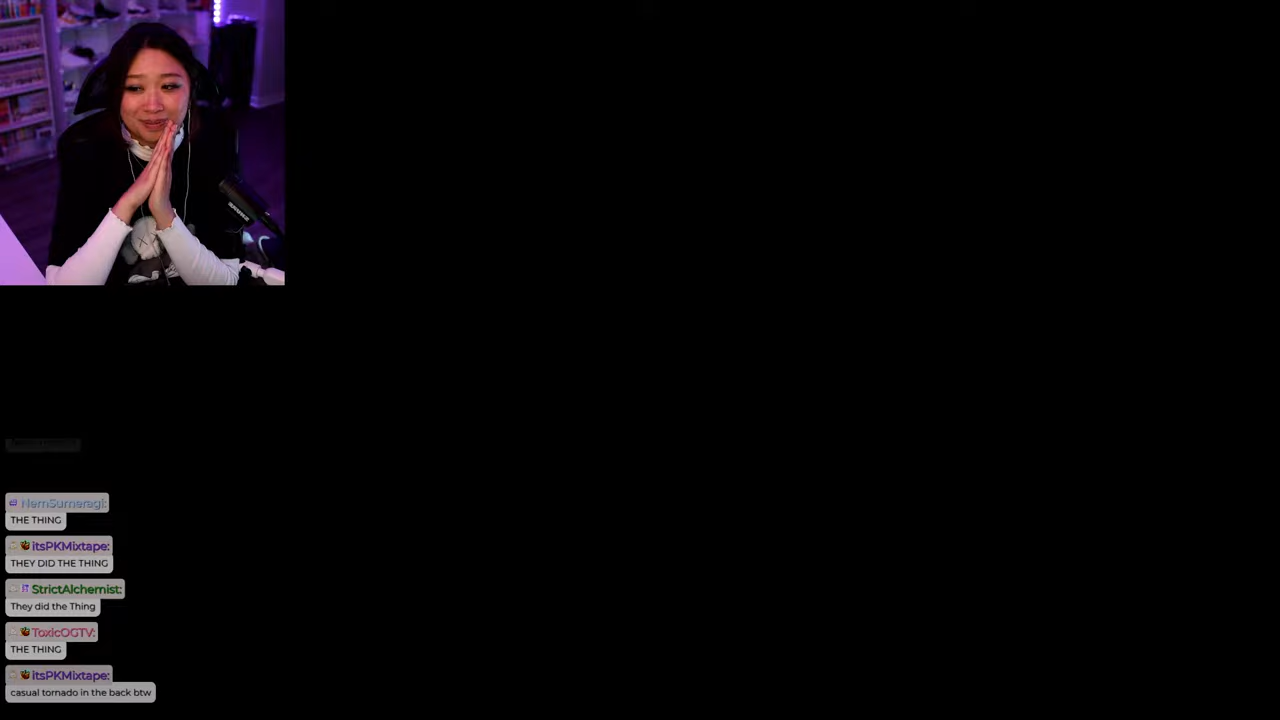 NemSumeragi:
THE THING
itsPKMixtape:
THEY DID THE THING
StrictAlchemist:
They did the Thing
ToxicOGTV:
THE THING
itsPKMixtape:
casual tornado in the back btw